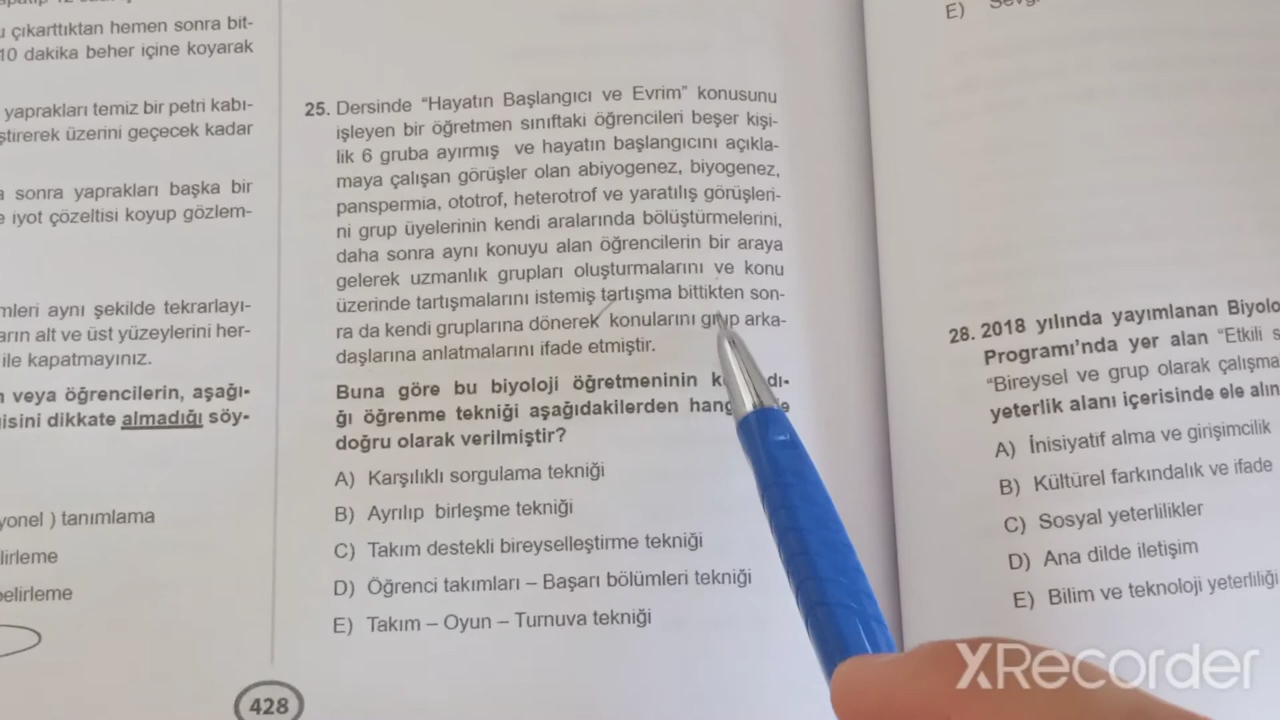 u çıkarttıktan hemen sonra bit-
10 dakika beher içine koyarak
yaprakları temiz bir petri kabı-
ştirerek üzerini geçecek kadar
a sonra yaprakları başka bir
e iyot çözeltisi koyup gözlem-
mleri aynı şekilde tekrarlayı-
arın alt ve üst yüzeylerini her-
ile kapatmayınız.
n veya öğrencilerin, aşağı-
isini dikkate almadığı söy-
yonel ) tanımlama
lirleme
belirleme
25. Dersinde “Hayatın Başlangıcı ve Evrim” konusunu
işleyen bir öğretmen sınıftaki öğrencileri beşer kişi-
lik 6 gruba ayırmış ve hayatın başlangıcını açıkla-
maya çalışan görüşler olan abiyogenez, biyogenez,
panspermia, ototrof, heterotrof ve yaratılış görüşleri-
ni grup üyelerinin kendi aralarında bölüştürmelerini,
daha sonra aynı konuyu alan öğrencilerin bir araya
gelerek uzmanlık grupları oluşturmalarını ve konu
üzerinde tartışmalarını istemiş tartışma bittikten son-
ra da kendi gruplarına dönerek konularını grup arka-
daşlarına anlatmalarını ifade etmiştir.
Buna göre bu biyoloji öğretmeninin k dı-
ğı öğrenme tekniği aşağıdakilerden hang e
doğru olarak verilmiştir?
A) Karşılıklı sorgulama tekniği
B) Ayrılıp birleşme tekniği
C) Takım destekli bireyselleştirme tekniği
D) Öğrenci takımları – Başarı bölümleri tekniği
E) Takım – Oyun – Turnuva tekniği
428
E)
28. 2018 yılında yayımlanan Biyolo
Programı’nda yer alan “Etkili s
“Bireysel ve grup olarak çalışma
yeterlik alanı içerisinde ele alın
A) İnisiyatif alma ve girişimcilik
B) Kültürel farkındalık ve ifade
C) Sosyal yeterlilikler
D) Ana dilde iletişim
E) Bilim ve teknoloji yeterliliği
XRecorder